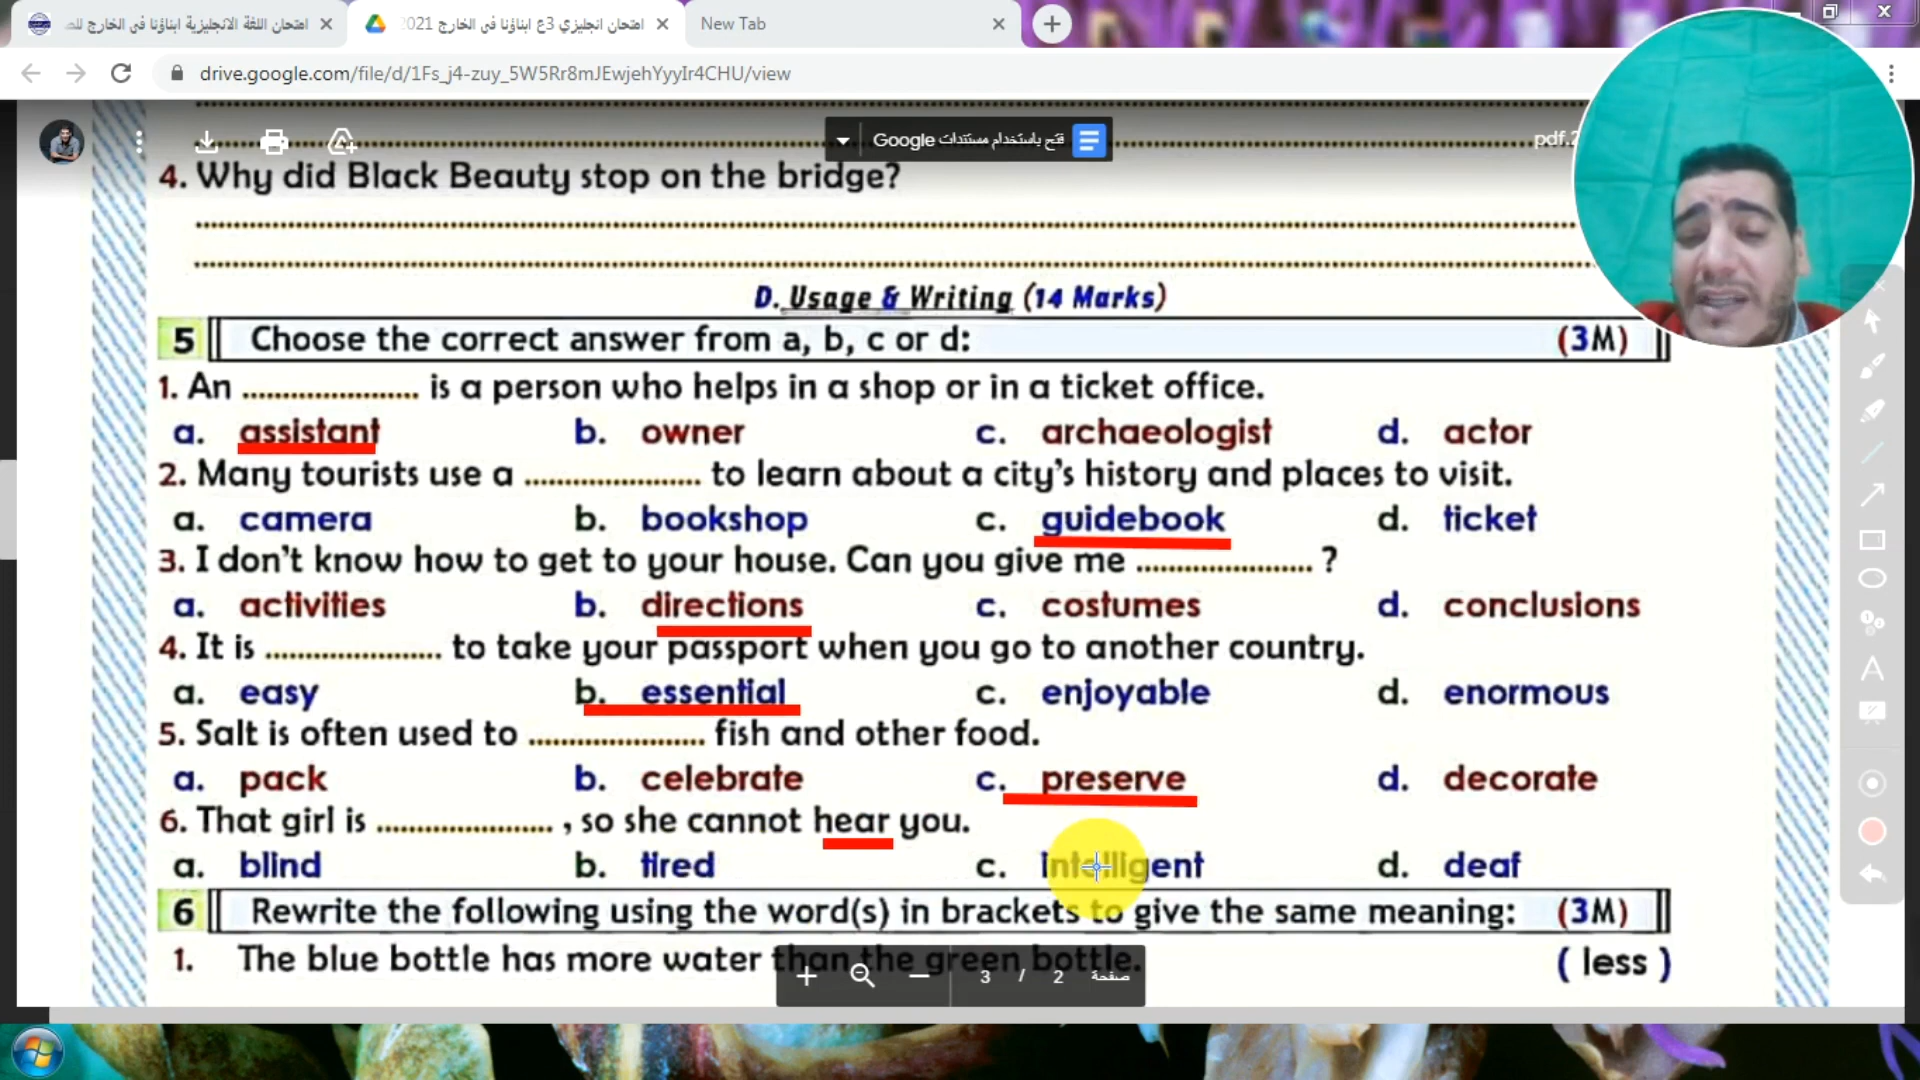 امتحان اللغة الانجليزية ابناؤنا في الخارج للص
امتحان انجليزي 3ع ابناؤنا في الخارج 2021
New Tab
drive.google.com/file/d/1Fs_j4-zuy_5W5Rr8mJEwjehYyyIr4CHU/view
فتح باستخدام مستندات Google
pdf.2
4. Why did Black Beauty stop on the bridge?
D. Usage & Writing (14 Marks)
5 Choose the correct answer from a, b, c or d: (3M)
1. An ...................... is a person who helps in a shop or in a ticket office.
a. assistant b. owner c. archaeologist d. actor
2. Many tourists use a ...................... to learn about a city's history and places to visit.
a. camera b. bookshop c. guidebook d. ticket
3. I don't know how to get to your house. Can you give me ...................... ?
a. activities b. directions c. costumes d. conclusions
4. It is ...................... to take your passport when you go to another country.
a. easy b. essential c. enjoyable d. enormous
5. Salt is often used to ...................... fish and other food.
a. pack b. celebrate c. preserve d. decorate
6. That girl is ...................... , so she cannot hear you.
a. blind b. tired c. intelligent d. deaf
6 Rewrite the following using the word(s) in brackets to give the same meaning: (3M)
1. The blue bottle has more water than the green bottle. ( less )
صفحة 2 / 3